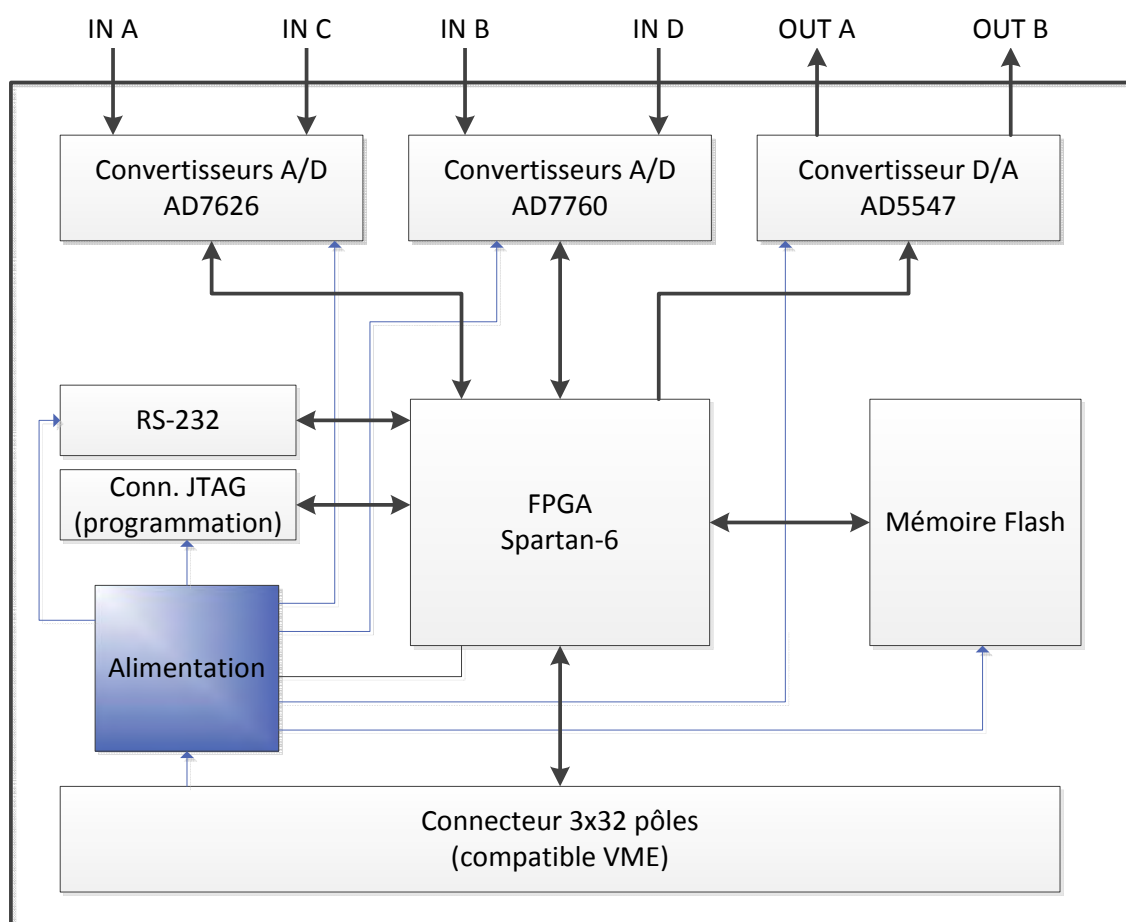 IN A
IN C
IN B
IN D
OUT A
OUT B
Convertisseurs A/D
AD7626
Convertisseurs A/D
AD7760
Convertisseur D/A
AD5547
RS-232
Conn. JTAG
(programmation)
FPGA
Spartan-6
Mémoire Flash
Alimentation
Connecteur 3x32 pôles
(compatible VME)